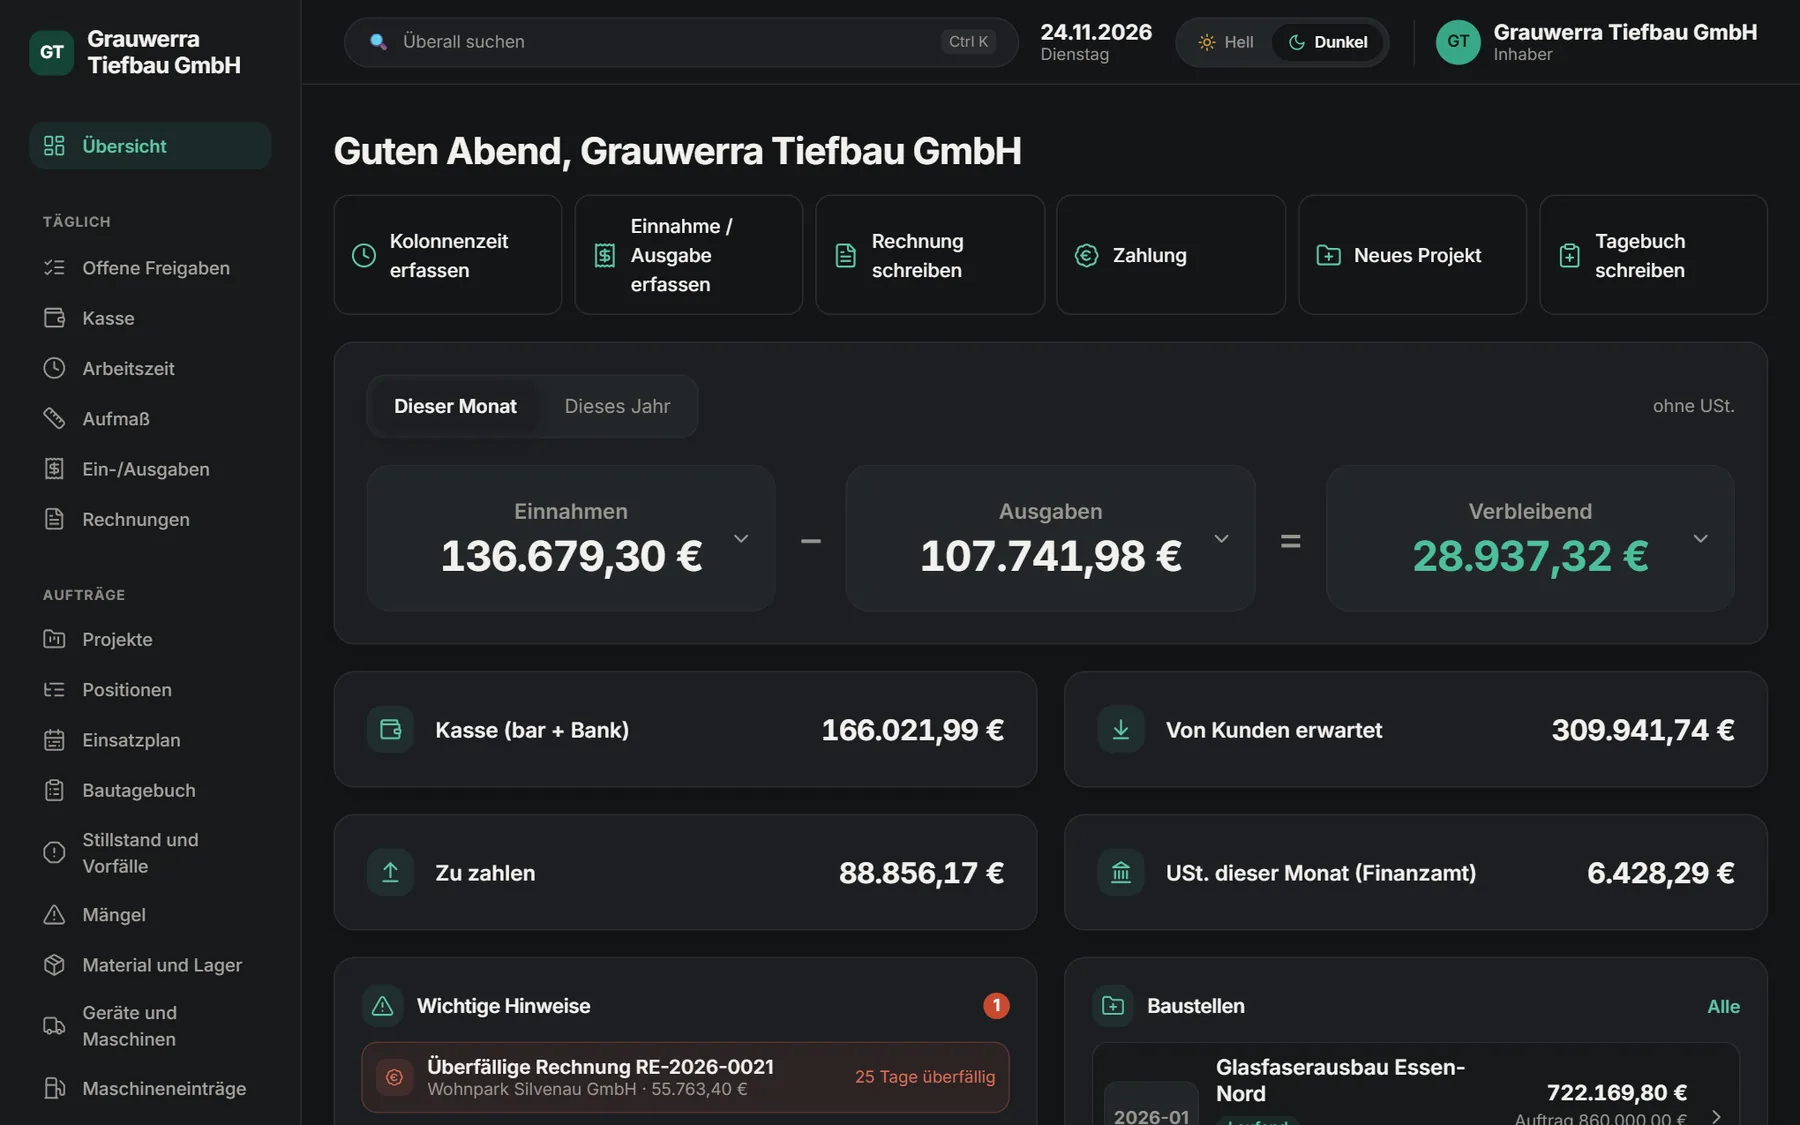 GT
Grauwerra
Tiefbau GmbH
Übersicht
TÄGLICH
Offene Freigaben
Kasse
Arbeitszeit
Aufmaß
Ein-/Ausgaben
Rechnungen
AUFTRÄGE
Projekte
Positionen
Einsatzplan
Bautagebuch
Stillstand und
Vorfälle
Mängel
Material und Lager
Geräte und
Maschinen
Maschineneinträge
Überall suchen
Ctrl K
24.11.2026
Dienstag
Hell
Dunkel
GT
Grauwerra Tiefbau GmbH
Inhaber
Guten Abend, Grauwerra Tiefbau GmbH
Kolonnenzeit
erfassen
Einnahme /
Ausgabe
erfassen
Rechnung
schreiben
Zahlung
Neues Projekt
Tagebuch
schreiben
Dieser Monat
Dieses Jahr
ohne USt.
Einnahmen
136.679,30 €
–
Ausgaben
107.741,98 €
=
Verbleibend
28.937,32 €
Kasse (bar + Bank)
166.021,99 €
Von Kunden erwartet
309.941,74 €
Zu zahlen
88.856,17 €
USt. dieser Monat (Finanzamt)
6.428,29 €
Wichtige Hinweise
1
Überfällige Rechnung RE-2026-0021
Wohnpark Silvenau GmbH · 55.763,40 €
25 Tage überfällig
Baustellen
Alle
2026-01
Glasfaserausbau Essen-
Nord
Laufend
722.169,80 €
Auftrag 860.000,00 €